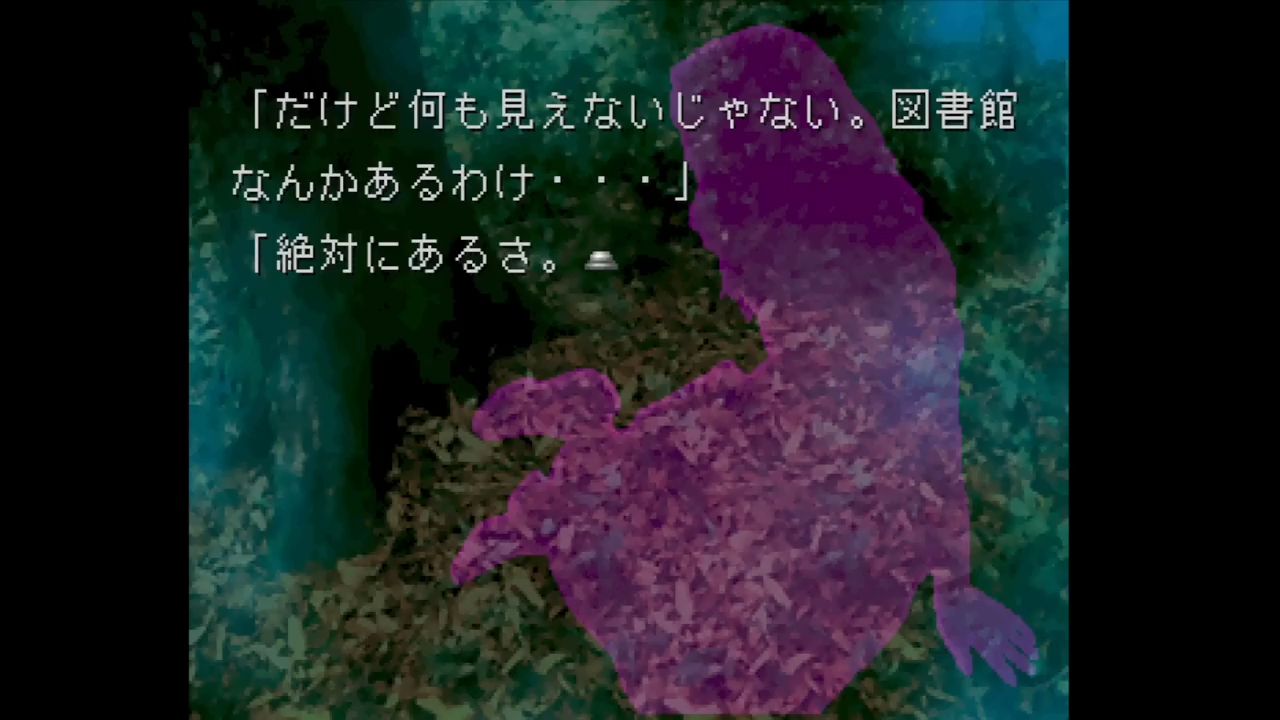 「だけど何も見えないじゃない。図書館
なんかあるわけ・・・」
「絶対にあるさ。